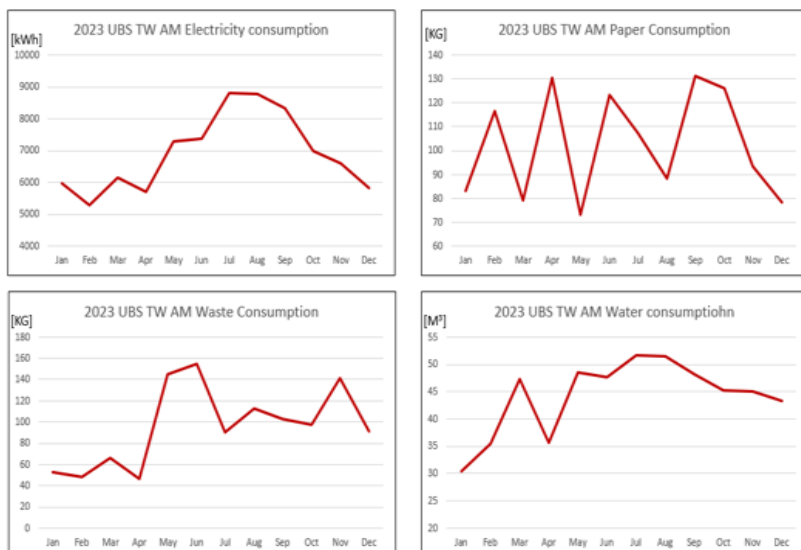 2023 UBS TW AM Electricity consumption
[kWh]
10000
9000
8000
7000
6000
5000
4000
Jan Feb Mar Apr May Jun Jul Aug Sep Oct Nov Dec
2023 UBS TW AM Paper Consumption
[KG]
140
130
120
110
100
90
80
70
60
Jan Feb Mar Apr May Jun Jul Aug Sep Oct Nov Dec
2023 UBS TW AM Waste Consumption
[KG]
180
160
140
120
100
80
60
40
20
0
Jan Feb Mar Apr May Jun Jul Aug Sep Oct Nov Dec
2023 UBS TW AM Water consumptiohn
[M³]
55
50
45
40
35
30
25
20
Jan Feb Mar Apr May Jun Jul Aug Sep Oct Nov Dec